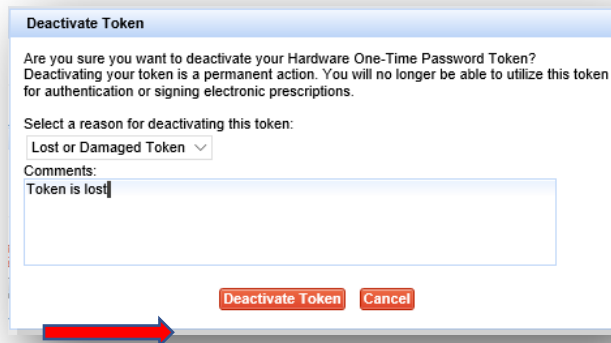 Deactivate Token
Are you sure you want to deactivate your Hardware One-Time Password Token?
Deactivating your token is a permanent action. You will no longer be able to utilize this token
for authentication or signing electronic prescriptions.
Select a reason for deactivating this token:
Lost or Damaged Token
Comments:
Token is lost
Deactivate Token Cancel